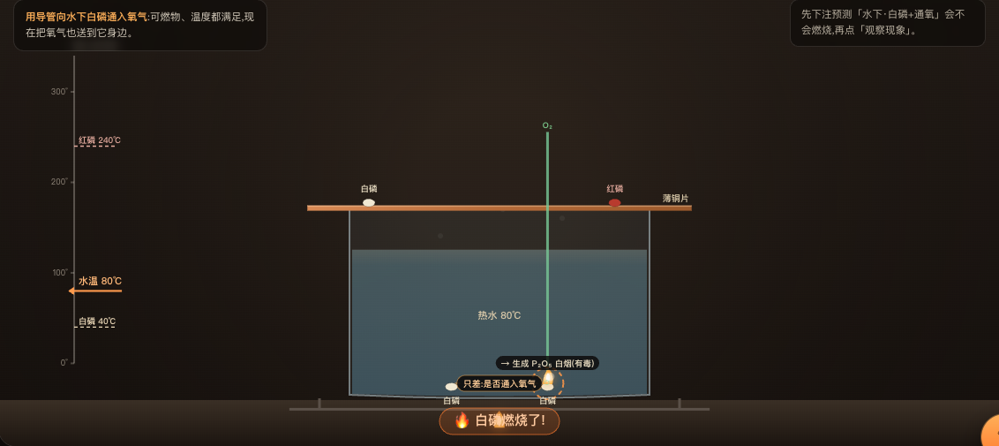 用导管向水下白磷通入氧气:可燃物、温度都满足,现
在把氧气也送到它身边。
先下注预测「水下·白磷+通氧」会不
会燃烧,再点「观察现象」。
300°
红磷 240℃
200°
100°
水温 80℃
白磷 40℃
0°
O₂
白磷
红磷
薄铜片
热水 80℃
→ 生成 P₂O₅ 白烟(有毒)
只差:是否通入氧气
白磷
白磷
🔥 白磷燃烧了!